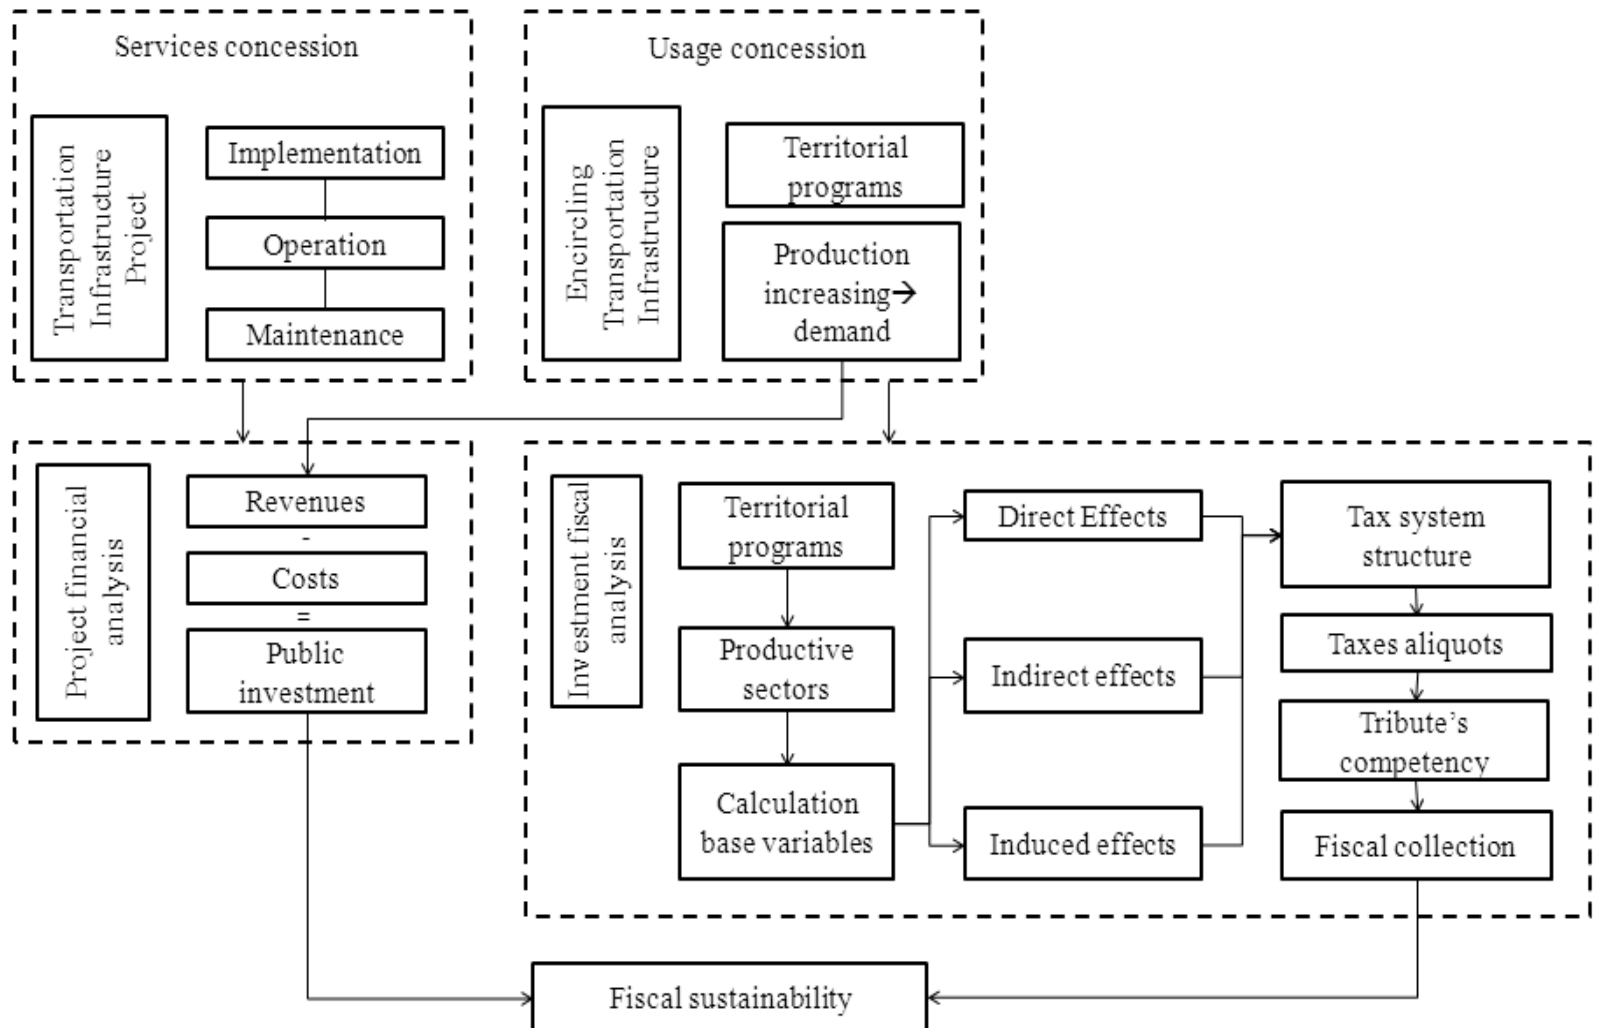 Services concession
Transportation
Infrastructure
Project
Implementation
Operation
Maintenance
Usage concession
Encircling
Transportation
Infrastructure
Territorial
programs
Production
increasing→
demand
Project financial
analysis
Revenues
-
Costs
=
Public
investment
Investment fiscal
analysis
Territorial
programs
Productive
sectors
Calculation
base variables
Direct Effects
Indirect effects
Induced effects
Tax system
structure
Taxes aliquots
Tribute’s
competency
Fiscal collection
Fiscal sustainability